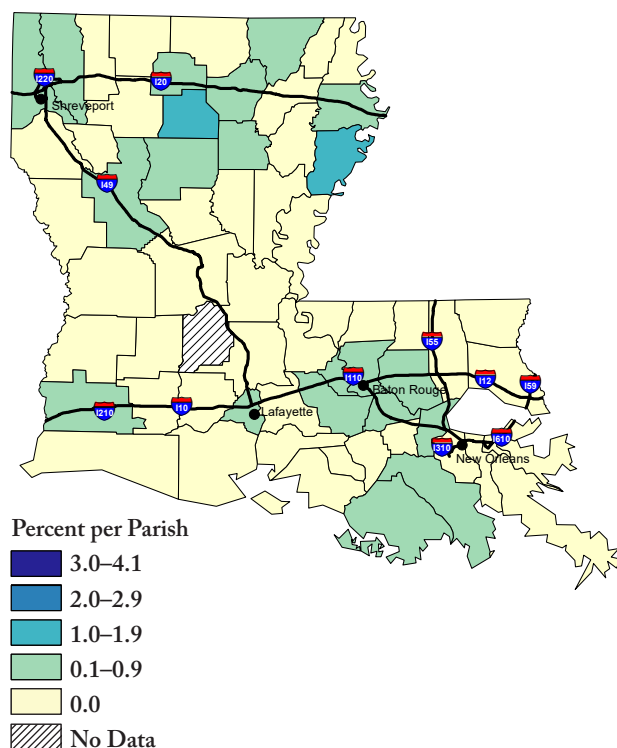 I220
I20
Shreveport
I49
I55
I110
I12
I59
Baton Rouge
I210
I10
Lafayette
I310
I610
New Orleans
Percent per Parish
3.0–4.1
2.0–2.9
1.0–1.9
0.1–0.9
0.0
No Data